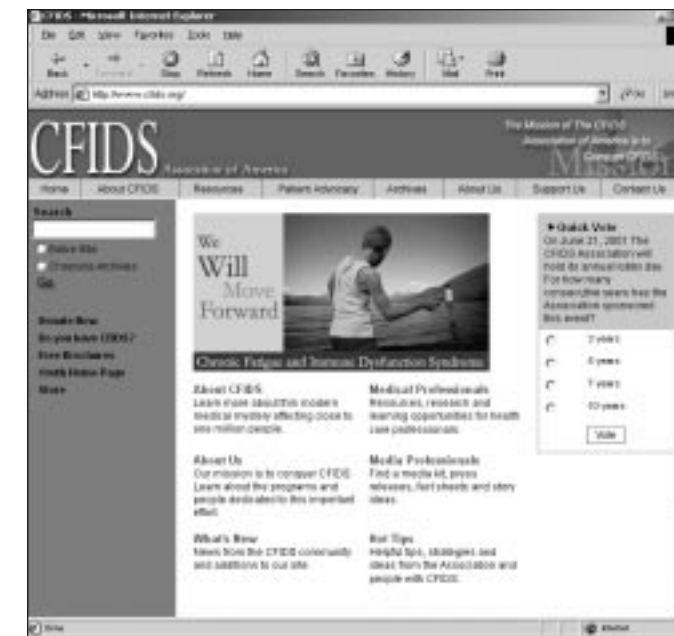 CFIDS - Microsoft Internet Explorer
File Edit View Favorites Tools Help
Back Stop Refresh Home Search Favorites History Mail Print
Address http://www.cfids.org/
CFIDS
Association of America
The Mission of The CFIDS
Association of America is to
Conquer CFIDS
Mission
Home About CFIDS Resources Patient Advocacy Archives About Us Support Us Contact Us
Search
Entire Site
Chronicle Archives
Go
Donate Now
Do you have CFIDS?
Free Brochures
Youth Home Page
More
We
Will
Move
Forward
Chronic Fatigue and Immune Dysfunction Syndrome
About CFIDS
Learn more about this modern
medical mystery affecting close to
one million people.
Medical Professionals
Resources, research and
learning opportunities for health
care professionals.
About Us
Our mission is to conquer CFIDS.
Learn about the programs and
people dedicated to this important
effort.
Media Professionals
Find a media kit, press
releases, fact sheets and story
ideas.
What's New
News from the CFIDS community
and additions to our site.
Hot Tips
Helpful tips, strategies and
ideas from the Association and
people with CFIDS.
Quick Vote
On June 21, 2001 The
CFIDS Association will
hold its annual lobby day.
For how many
consecutive years has the
Association sponsored
this event?
years
years
7 years
10 years
Vote
Internet